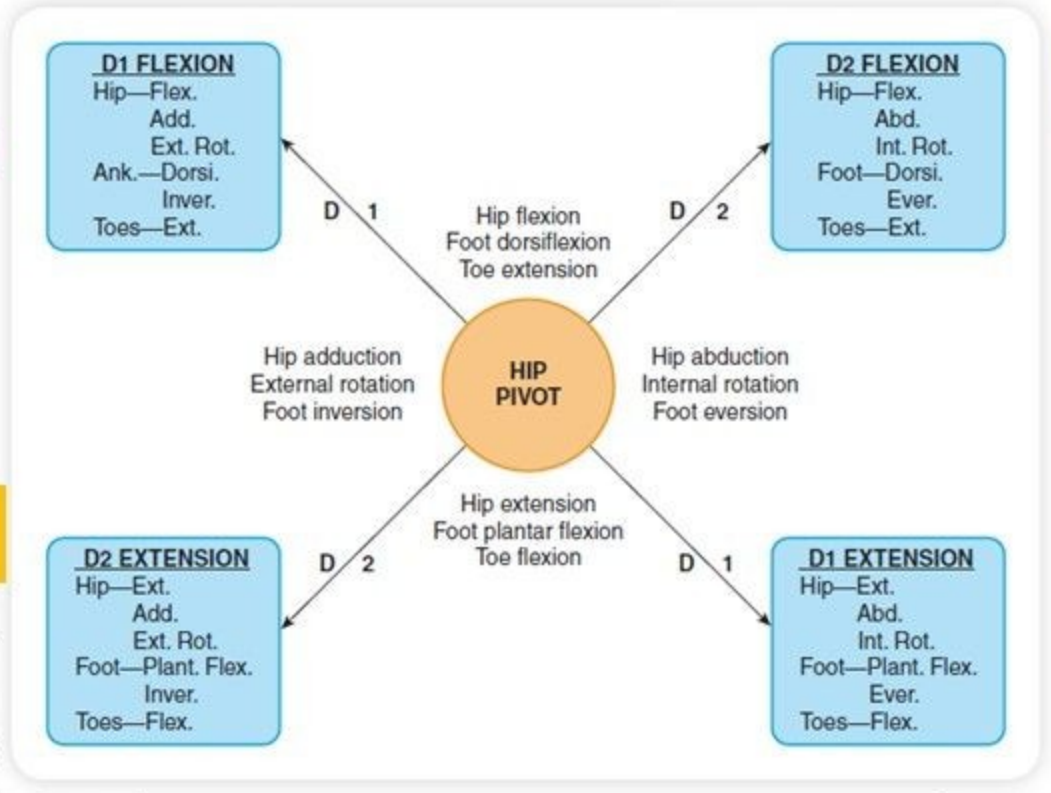 D1 FLEXION
Hip—Flex.
Add.
Ext. Rot.
Ank.—Dorsi.
Inver.
Toes—Ext.
D2 FLEXION
Hip—Flex.
Abd.
Int. Rot.
Foot—Dorsi.
Ever.
Toes—Ext.
D 1
D 2
Hip flexion
Foot dorsiflexion
Toe extension
Hip adduction
External rotation
Foot inversion
HIP
PIVOT
Hip abduction
Internal rotation
Foot eversion
Hip extension
Foot plantar flexion
Toe flexion
D 2
D 1
D2 EXTENSION
Hip—Ext.
Add.
Ext. Rot.
Foot—Plant. Flex.
Inver.
Toes—Flex.
D1 EXTENSION
Hip—Ext.
Abd.
Int. Rot.
Foot—Plant. Flex.
Ever.
Toes—Flex.